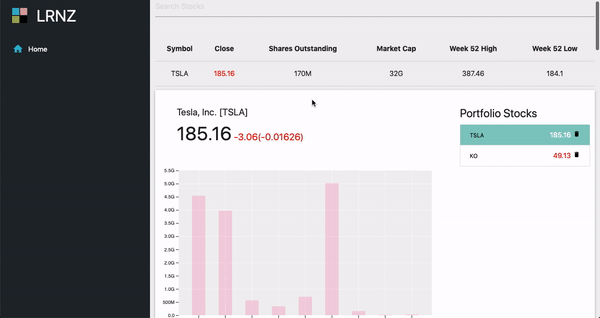 LRNZ
Home
Search Stocks
Symbol Close Shares Outstanding Market Cap Week 52 High Week 52 Low
TSLA 185.16 170M 32G 387.46 184.1
Tesla, Inc. [TSLA]
185.16 -3.06(-0.01626)
Portfolio Stocks
TSLA 185.16
KO 49.13
5.5G
5.0G
4.5G
4.0G
3.5G
3.0G
2.5G
2.0G
1.5G
1.0G
500M
0.0